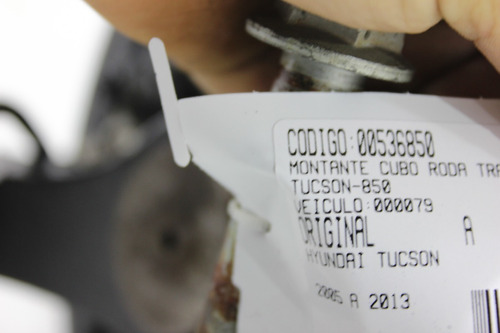 CODIGO:00536850
MONTANTE CUBO RODA TRA
TUCSON-850
VEICULO:000079
ORIGINAL A
HYUNDAI TUCSON
2005 A 2013